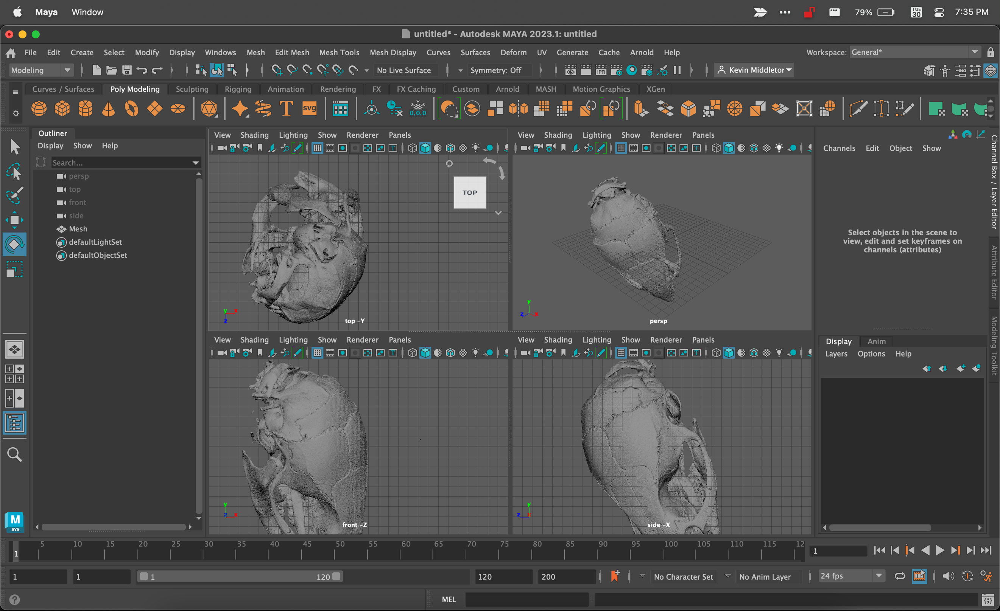 Maya Window 79% TUE 30 7:35 PM
untitled* - Autodesk MAYA 2023.1: untitled
File Edit Create Select Modify Display Windows Mesh Edit Mesh Mesh Tools Mesh Display Curves Surfaces Deform UV Generate Cache Arnold Help Workspace: General*
Modeling No Live Surface Symmetry: Off IPR Kevin Middletor
Curves / Surfaces Poly Modeling Sculpting Rigging Animation Rendering FX FX Caching Custom Arnold MASH Motion Graphics XGen
T svg 0,0,0
Outliner
Display Show Help
Search...
persp
top
front
side
Mesh
defaultLightSet
defaultObjectSet
View Shading Lighting Show Renderer Panels
TOP
y x
z
top -Y
View Shading Lighting Show Renderer Panels
y
z x
persp
View Shading Lighting Show Renderer Panels
y
z x
front -Z
View Shading Lighting Show Renderer Panels
y
z x
side -X
Channels Edit Object Show
Select objects in the scene to
view, edit and set keyframes on
channels (attributes)
Channel Box / Layer Editor
Attribute Editor
Modeling Toolkit
Display Anim
Layers Options Help
M
AYA
5 10 15 20 25 30 35 40 45 50 55 60 65 70 75 80 85 90 95 100 105 110 115 12
1 1
1 1 1 120 120 200 No Character Set No Anim Layer 24 fps
MEL